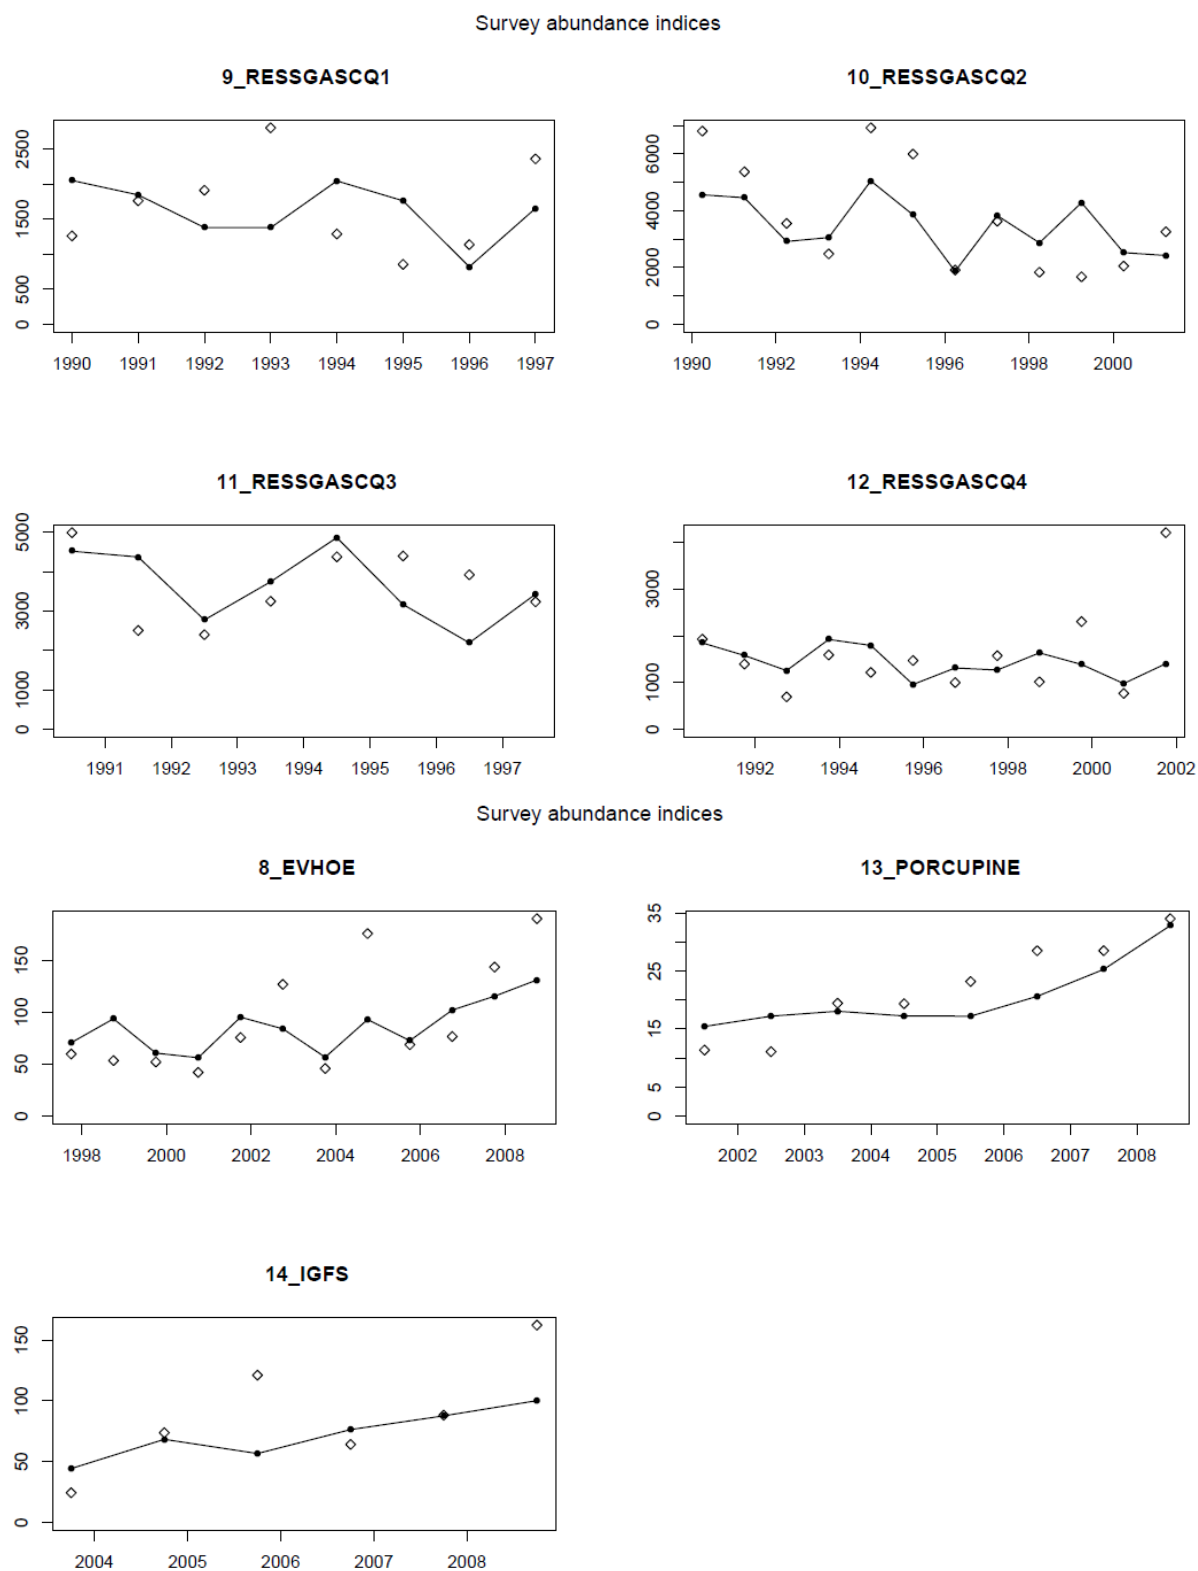 Survey abundance indices
9_RESSGASCQ1
0 500 1500 2500
1990 1991 1992 1993 1994 1995 1996 1997
10_RESSGASCQ2
0 2000 4000 6000
1990 1992 1994 1996 1998 2000
11_RESSGASCQ3
0 1000 3000 5000
1991 1992 1993 1994 1995 1996 1997
12_RESSGASCQ4
0 1000 3000
1992 1994 1996 1998 2000 2002
Survey abundance indices
8_EVHOE
0 50 100 150
1998 2000 2002 2004 2006 2008
13_PORCUPINE
0 5 15 25 35
2002 2003 2004 2005 2006 2007 2008
14_IGFS
0 50 100 150
2004 2005 2006 2007 2008